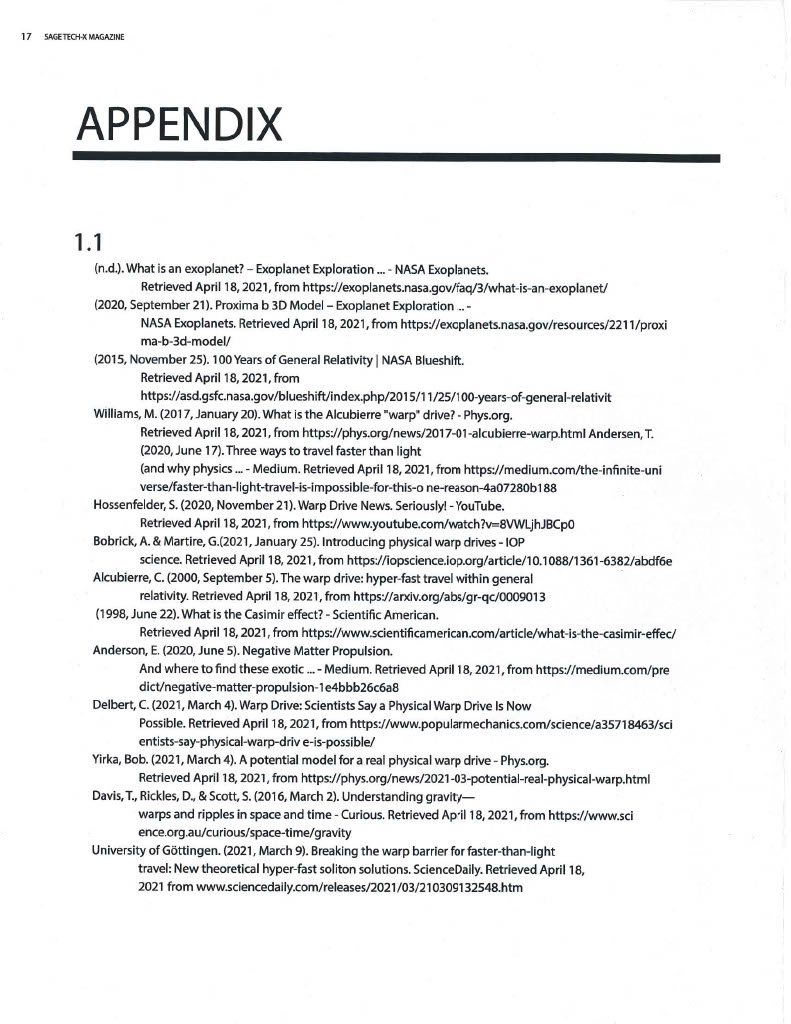 17 SAGETECH-X MAGAZINE
APPENDIX
1.1
(n.d.). What is an exoplanet? – Exoplanet Exploration ... - NASA Exoplanets.
Retrieved April 18, 2021, from https://exoplanets.nasa.gov/faq/3/what-is-an-exoplanet/
(2020, September 21). Proxima b 3D Model – Exoplanet Exploration ... -
NASA Exoplanets. Retrieved April 18, 2021, from https://exoplanets.nasa.gov/resources/2211/proxi
ma-b-3d-model/
(2015, November 25). 100 Years of General Relativity | NASA Blueshift.
Retrieved April 18, 2021, from
https://asd.gsfc.nasa.gov/blueshift/index.php/2015/11/25/100-years-of-general-relativit
Williams, M. (2017, January 20). What is the Alcubierre "warp" drive? - Phys.org.
Retrieved April 18, 2021, from https://phys.org/news/2017-01-alcubierre-warp.html Andersen, T.
(2020, June 17). Three ways to travel faster than light
(and why physics ... - Medium. Retrieved April 18, 2021, from https://medium.com/the-infinite-uni
verse/faster-than-light-travel-is-impossible-for-this-o ne-reason-4a07280b188
Hossenfelder, S. (2020, November 21). Warp Drive News. Seriously! - YouTube.
Retrieved April 18, 2021, from https://www.youtube.com/watch?v=8VWLjhJBCp0
Bobrick, A. & Martire, G.(2021, January 25). Introducing physical warp drives - IOP
science. Retrieved April 18, 2021, from https://iopscience.iop.org/article/10.1088/1361-6382/abdf6e
Alcubierre, C. (2000, September 5). The warp drive: hyper-fast travel within general
relativity. Retrieved April 18, 2021, from https://arxiv.org/abs/gr-qc/0009013
(1998, June 22). What is the Casimir effect? - Scientific American.
Retrieved April 18, 2021, from https://www.scientificamerican.com/article/what-is-the-casimir-effec/
Anderson, E. (2020, June 5). Negative Matter Propulsion.
And where to find these exotic ... - Medium. Retrieved April 18, 2021, from https://medium.com/pre
dict/negative-matter-propulsion-1e4bbb26c6a8
Delbert, C. (2021, March 4). Warp Drive: Scientists Say a Physical Warp Drive Is Now
Possible. Retrieved April 18, 2021, from https://www.popularmechanics.com/science/a35718463/sci
entists-say-physical-warp-driv e-is-possible/
Yirka, Bob. (2021, March 4). A potential model for a real physical warp drive - Phys.org.
Retrieved April 18, 2021, from https://phys.org/news/2021-03-potential-real-physical-warp.html
Davis, T., Rickles, D., & Scott, S. (2016, March 2). Understanding gravity—
warps and ripples in space and time - Curious. Retrieved April 18, 2021, from https://www.sci
ence.org.au/curious/space-time/gravity
University of Göttingen. (2021, March 9). Breaking the warp barrier for faster-than-light
travel: New theoretical hyper-fast soliton solutions. ScienceDaily. Retrieved April 18,
2021 from www.sciencedaily.com/releases/2021/03/210309132548.htm